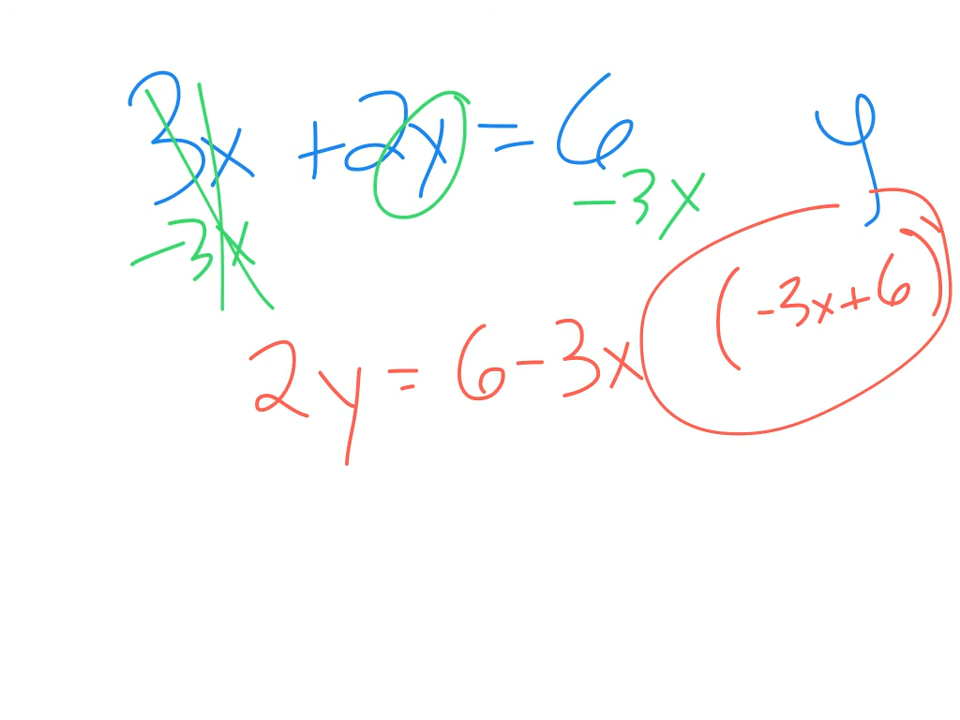 3x + 2y = 6 y
-3x -3x
2y = 6 - 3x (-3x + 6)